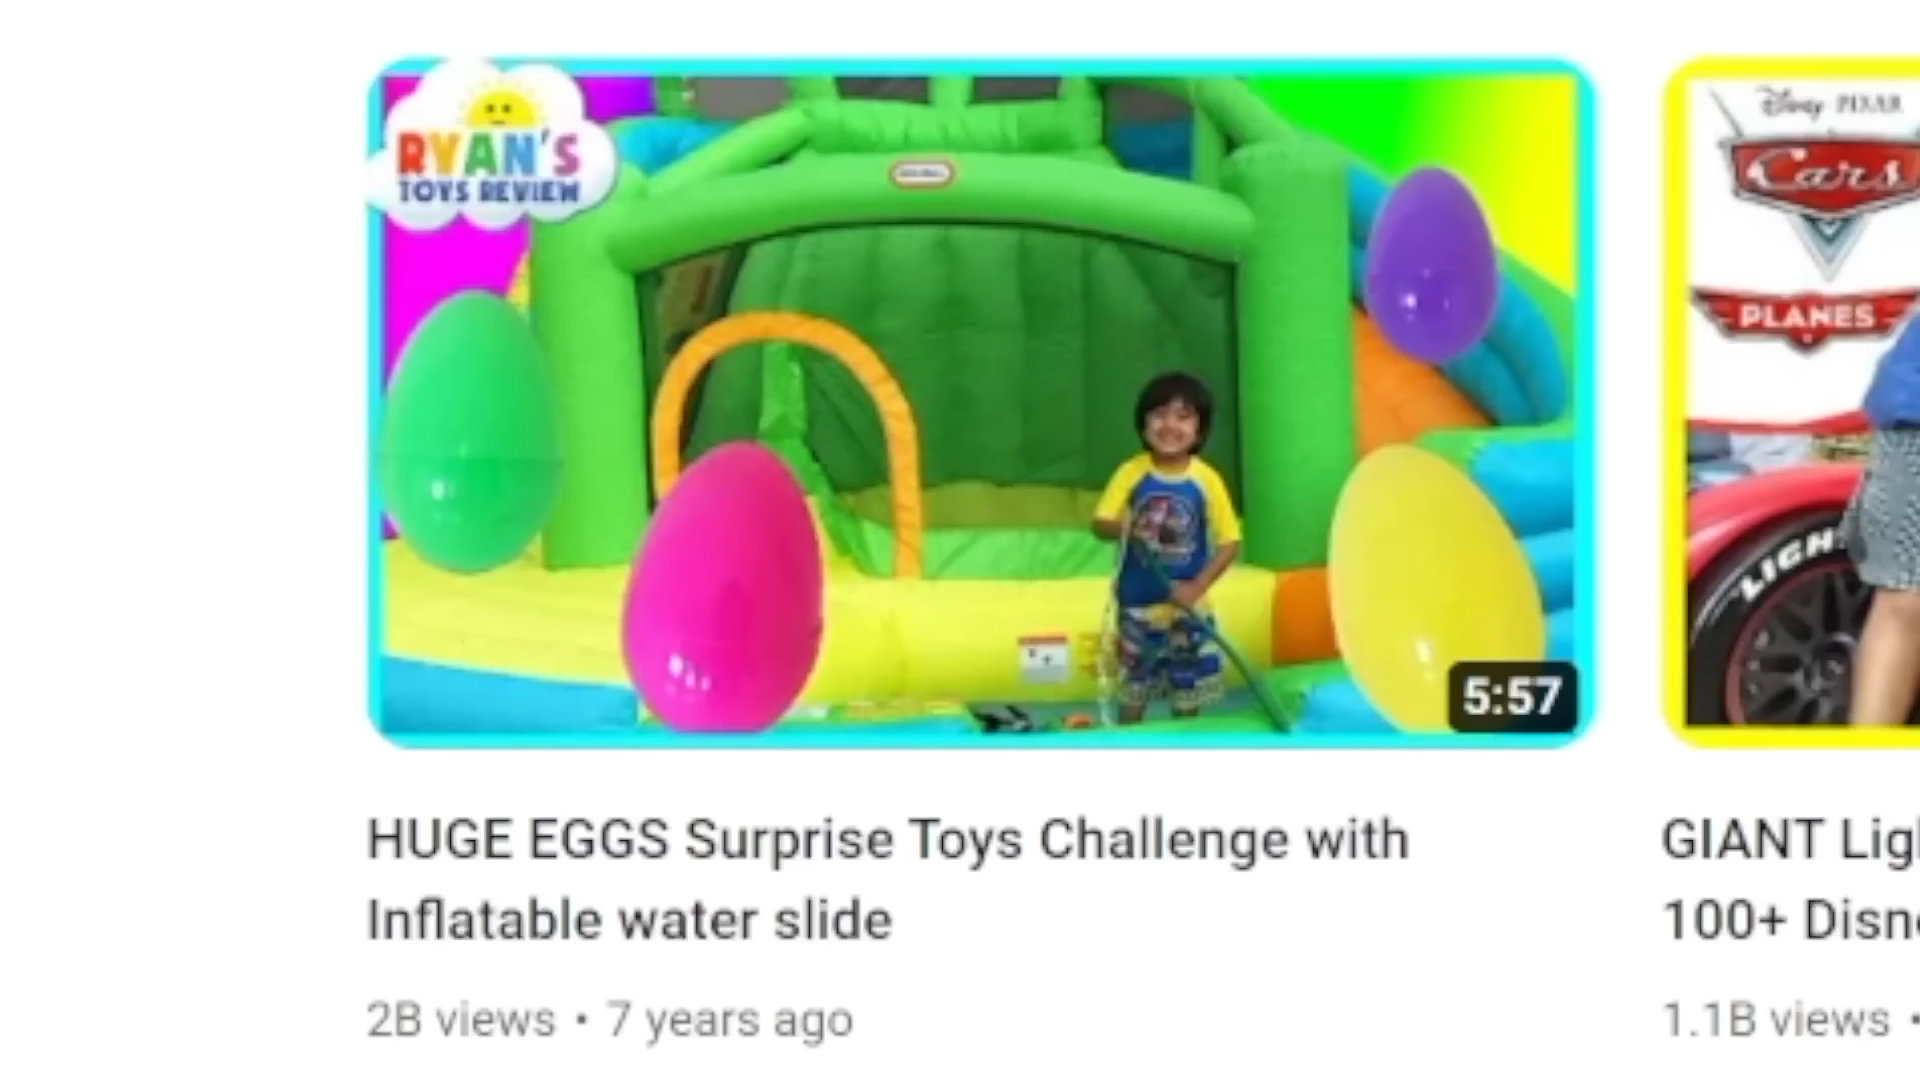 RYAN'S
TOYS REVIEW
5:57
HUGE EGGS Surprise Toys Challenge with
Inflatable water slide
2B views • 7 years ago
Disney PIXAR
Cars
PLANES
LIGH
GIANT Lig
100+ Disn
1.1B views •